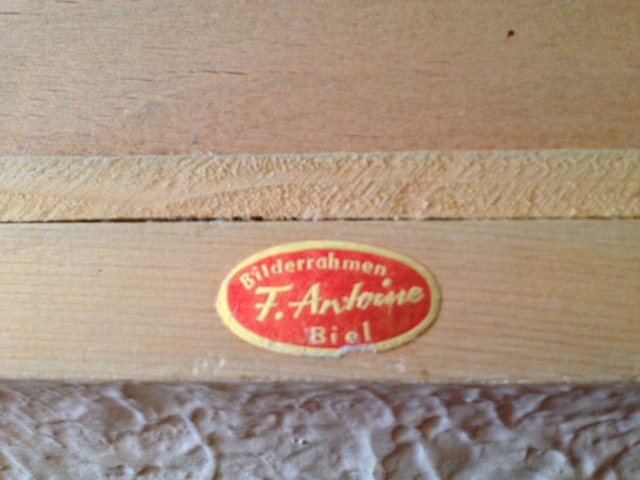 Bilderrahmen
F. Antoine
Biel